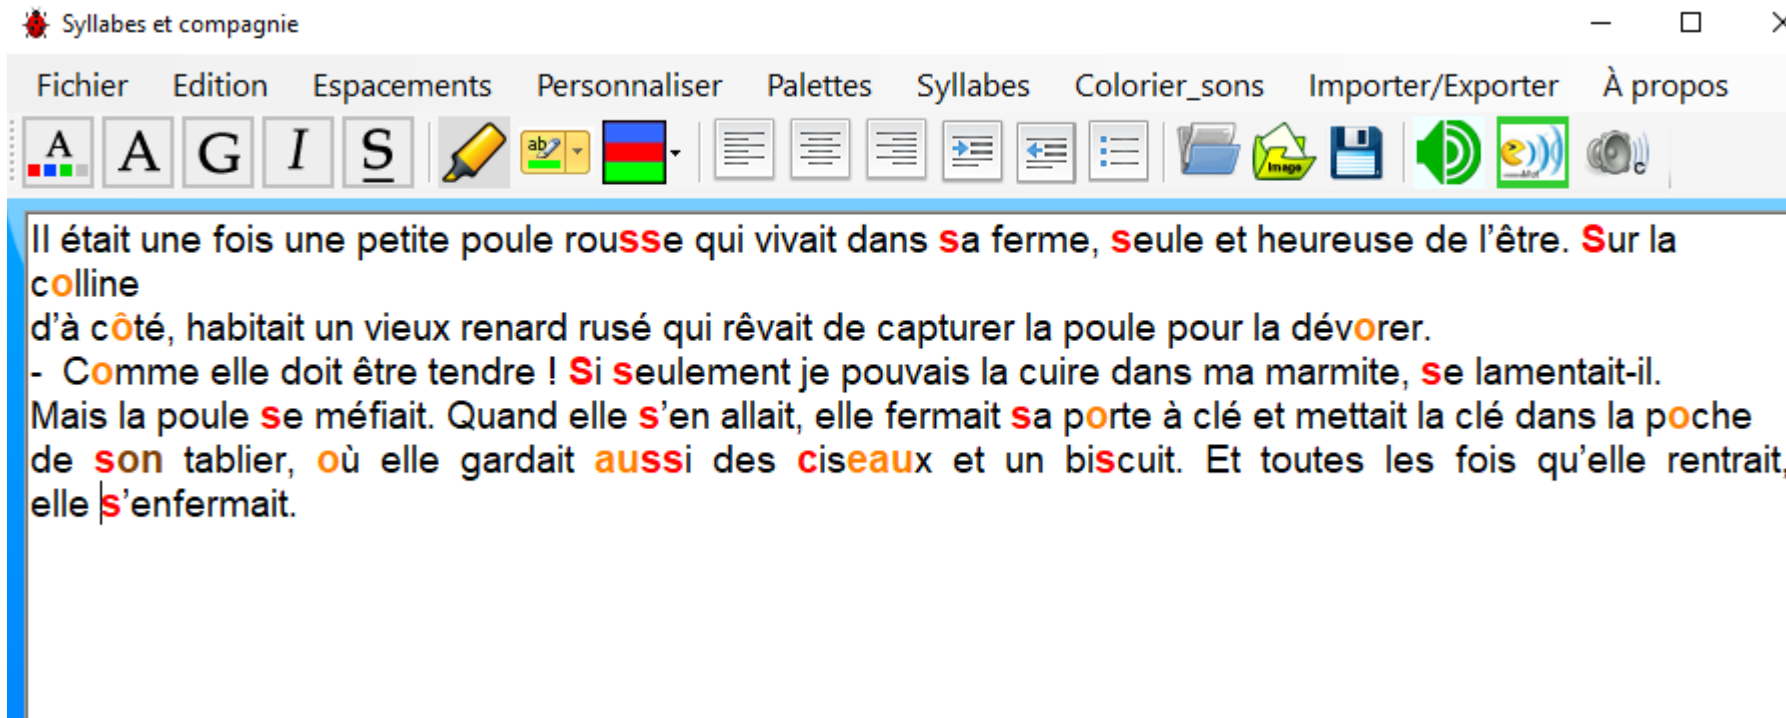 Syllabes et compagnie
Fichier Edition Espacements Personnaliser Palettes Syllabes Colorier_sons Importer/Exporter À propos
A A G I S ab Image Mot c
Il était une fois une petite poule rousse qui vivait dans sa ferme, seule et heureuse de l’être. Sur la
colline
d’à côté, habitait un vieux renard rusé qui rêvait de capturer la poule pour la dévorer.
- Comme elle doit être tendre ! Si seulement je pouvais la cuire dans ma marmite, se lamentait-il.
Mais la poule se méfiait. Quand elle s’en allait, elle fermait sa porte à clé et mettait la clé dans la poche
de son tablier, où elle gardait aussi des ciseaux et un biscuit. Et toutes les fois qu’elle rentrait,
elle s’enfermait.